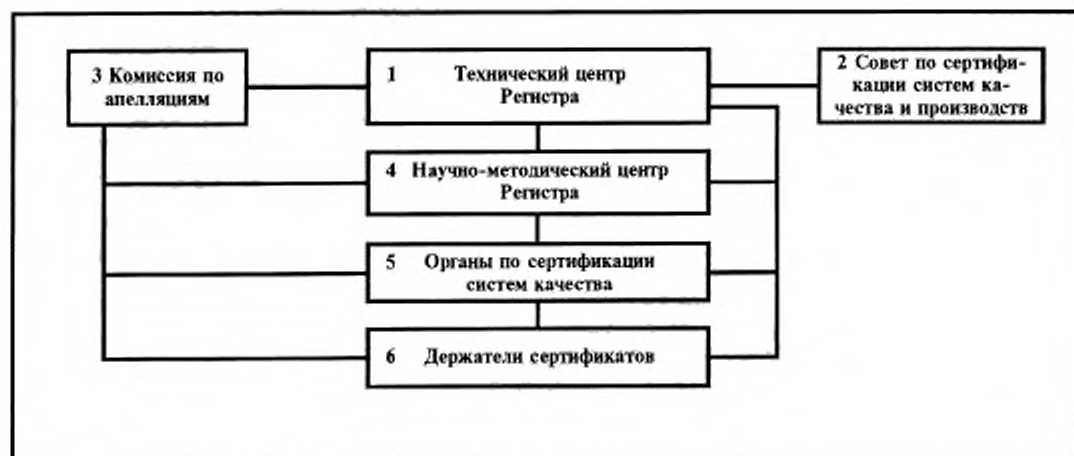 3 Комиссия по
апелляциям
1 Технический центр
Регистра
2 Совет по сертифи-
кации систем ка-
чества и производств
4 Научно-методический центр
Регистра
5 Органы по сертификации
систем качества
6 Держатели сертификатов